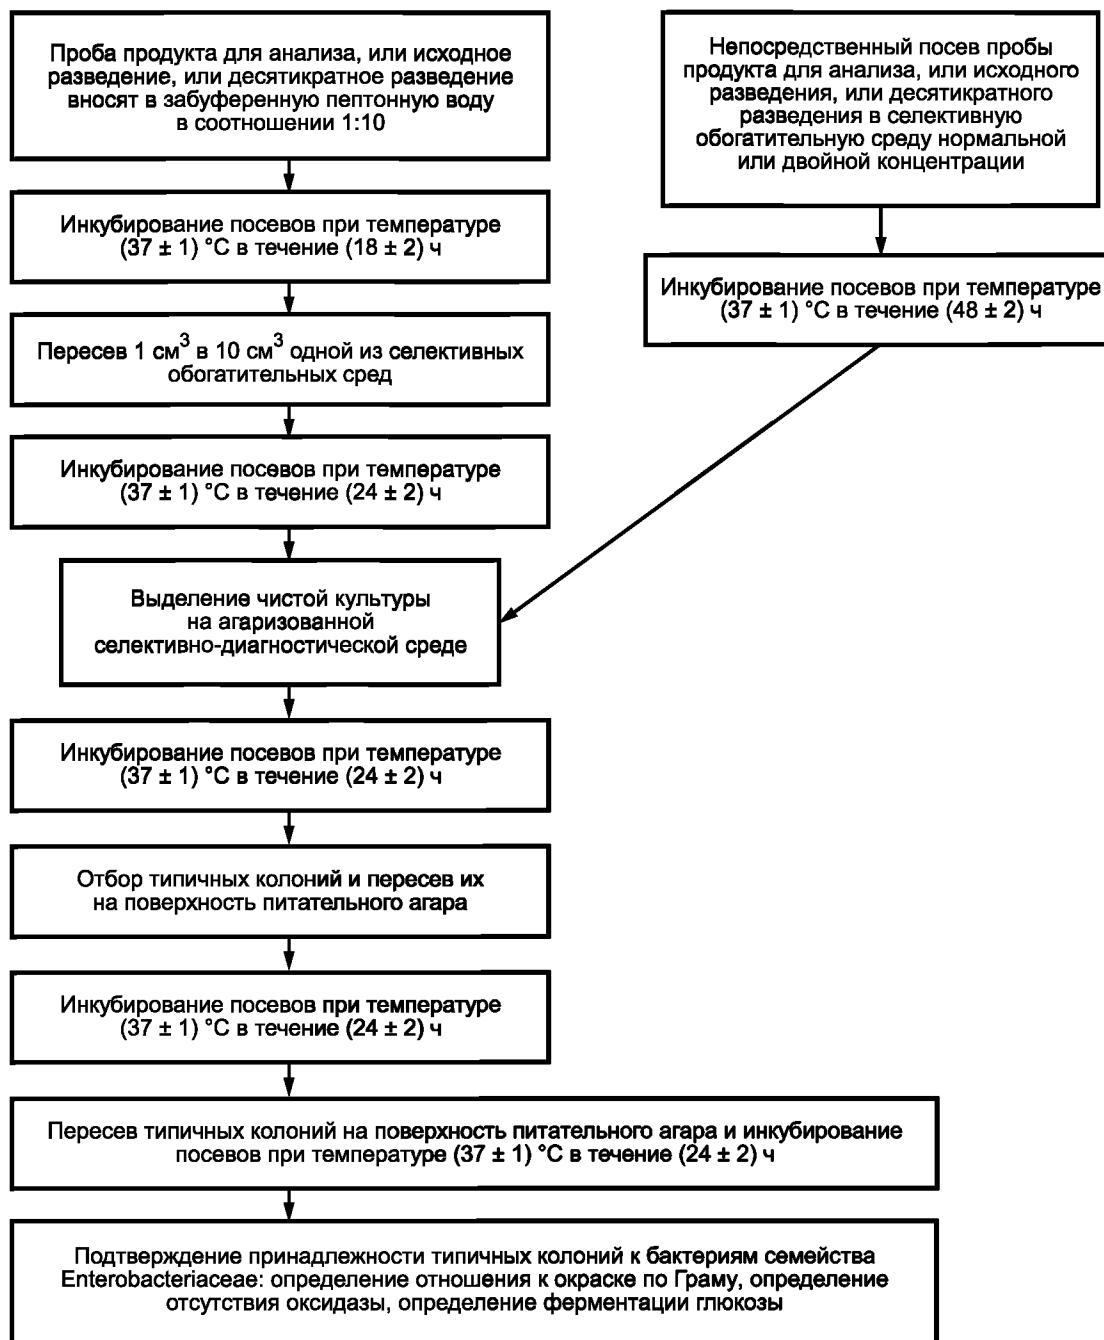 Проба продукта для анализа, или исходное
разведение, или десятикратное разведение
вносят в забуференную пептонную воду
в соотношении 1:10
Непосредственный посев пробы
продукта для анализа, или исходного
разведения, или десятикратного
разведения в селективную
обогатительную среду нормальной
или двойной концентрации
Инкубирование посевов при температуре
(37 ± 1) °С в течение (18 ± 2) ч
Инкубирование посевов при температуре
(37 ± 1) °С в течение (48 ± 2) ч
Пересев 1 см³ в 10 см³ одной из селективных
обогатительных сред
Инкубирование посевов при температуре
(37 ± 1) °С в течение (24 ± 2) ч
Выделение чистой культуры
на агаризованной
селективно-диагностической среде
Инкубирование посевов при температуре
(37 ± 1) °С в течение (24 ± 2) ч
Отбор типичных колоний и пересев их
на поверхность питательного агара
Инкубирование посевов при температуре
(37 ± 1) °С в течение (24 ± 2) ч
Пересев типичных колоний на поверхность питательного агара и инкубирование
посевов при температуре (37 ± 1) °С в течение (24 ± 2) ч
Подтверждение принадлежности типичных колоний к бактериям семейства
Enterobacteriaceae: определение отношения к окраске по Граму, определение
отсутствия оксидазы, определение ферментации глюкозы